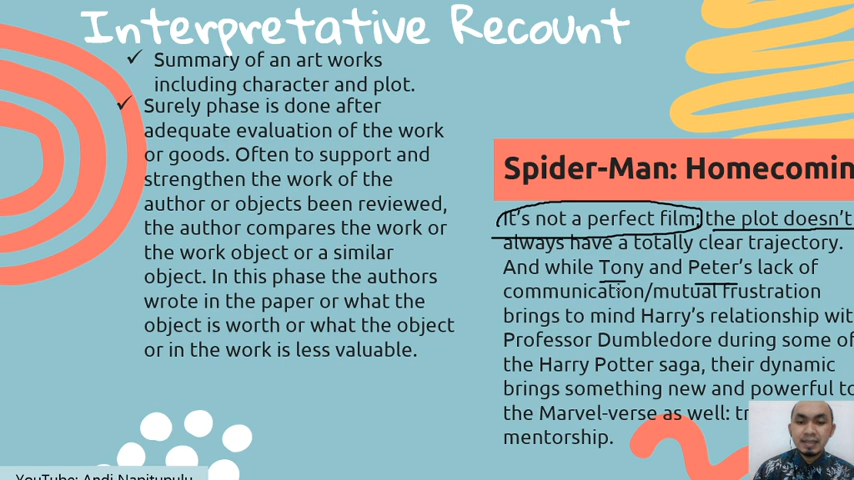 Interpretative Recount
✓ Summary of an art works
including character and plot.
✓ Surely phase is done after
adequate evaluation of the work
or goods. Often to support and
strengthen the work of the
author or objects been reviewed,
the author compares the work or
the work object or a similar
object. In this phase the authors
wrote in the paper or what the
object is worth or what the object
or in the work is less valuable.
Spider-Man: Homecomin
It's not a perfect film; the plot doesn't
always have a totally clear trajectory.
And while Tony and Peter's lack of
communication/mutual frustration
brings to mind Harry's relationship wit
Professor Dumbledore during some of
the Harry Potter saga, their dynamic
brings something new and powerful to
the Marvel-verse as well: tr
mentorship.
YouTube: Andi Napitupulu